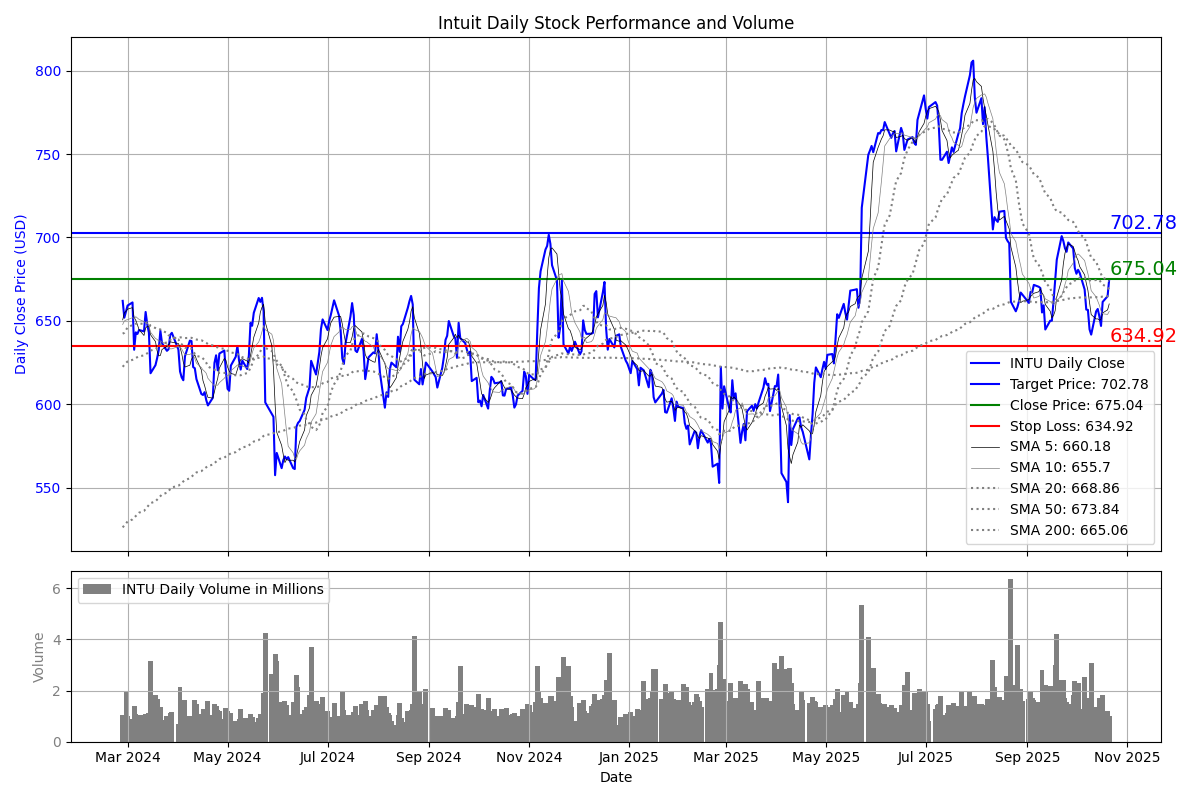 Intuit Daily Stock Performance and Volume
Daily Close Price (USD)
800
750
700
650
600
550
702.78
675.04
634.92
INTU Daily Close
Target Price: 702.78
Close Price: 675.04
Stop Loss: 634.92
SMA 5: 660.18
SMA 10: 655.7
SMA 20: 668.86
SMA 50: 673.84
SMA 200: 665.06
Volume
6
4
2
0
INTU Daily Volume in Millions
Mar 2024 May 2024 Jul 2024 Sep 2024 Nov 2024 Jan 2025 Mar 2025 May 2025 Jul 2025 Sep 2025 Nov 2025
Date